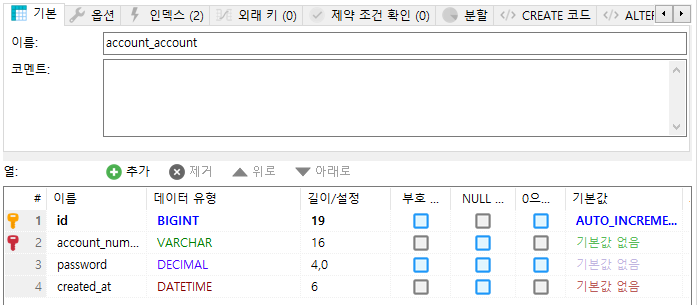 기본 옵션 인덱스 (2) 외래 키 (0) 제약 조건 확인 (0) 분할 CREATE 코드 ALTER
이름: account_account
코멘트:
열: 추가 제거 위로 아래로
# 이름 데이터 유형 길이/설정 부호 ... NULL ... 0으... 기본값
1 id BIGINT 19 AUTO_INCREME...
2 account_num... VARCHAR 16 기본값 없음
3 password DECIMAL 4,0 기본값 없음
4 created_at DATETIME 6 기본값 없음